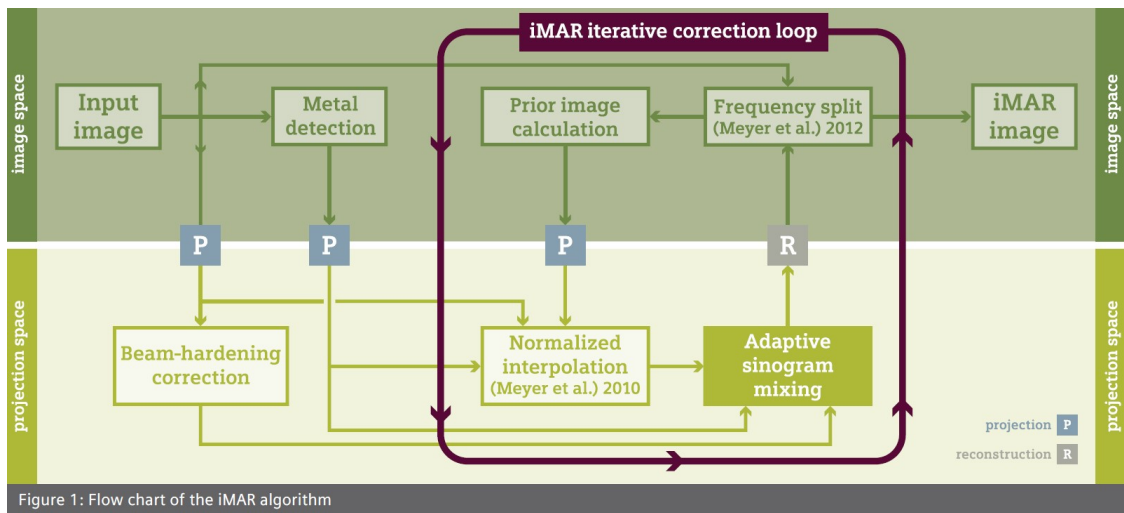 iMAR iterative correction loop
image space
Input
image
Metal
detection
Prior image
calculation
Frequency split
(Meyer et al.) 2012
iMAR
image
image space
P
P
P
R
projection space
Beam-hardening
correction
Normalized
interpolation
(Meyer et al.) 2010
Adaptive
sinogram
mixing
projection P
reconstruction R
projection space
Figure 1: Flow chart of the iMAR algorithm